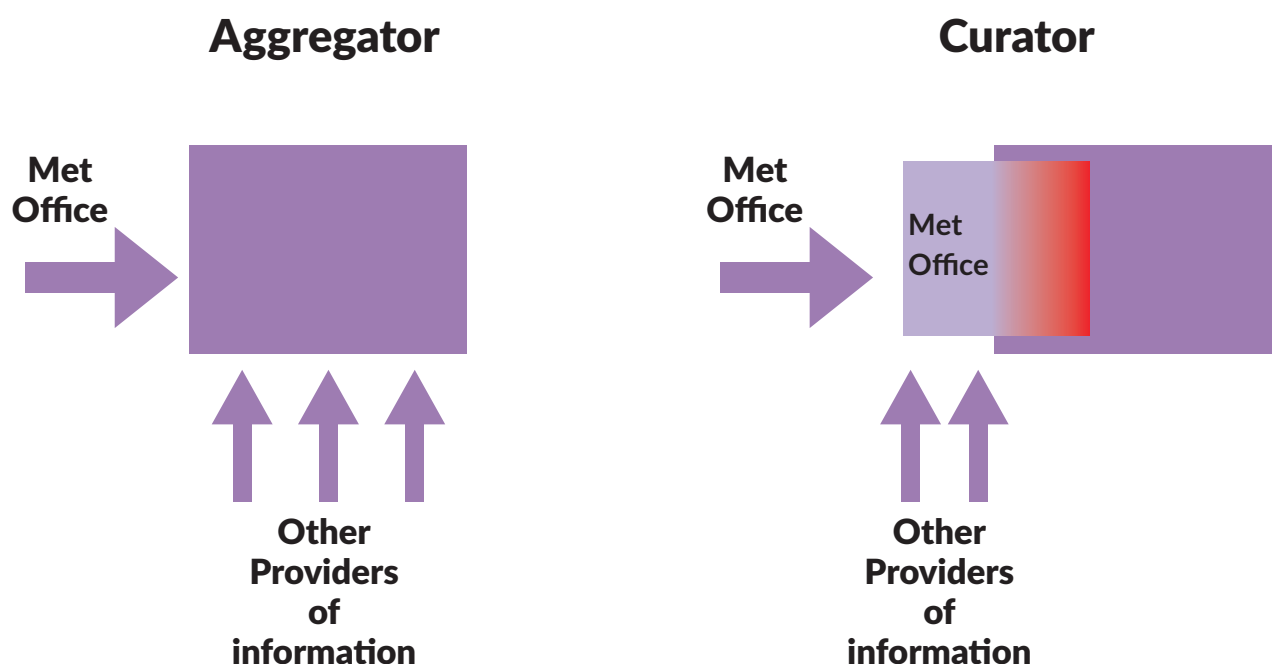 Aggregator
Met
Office
Other
Providers
of
information
Curator
Met
Office
Met
Office
Other
Providers
of
information